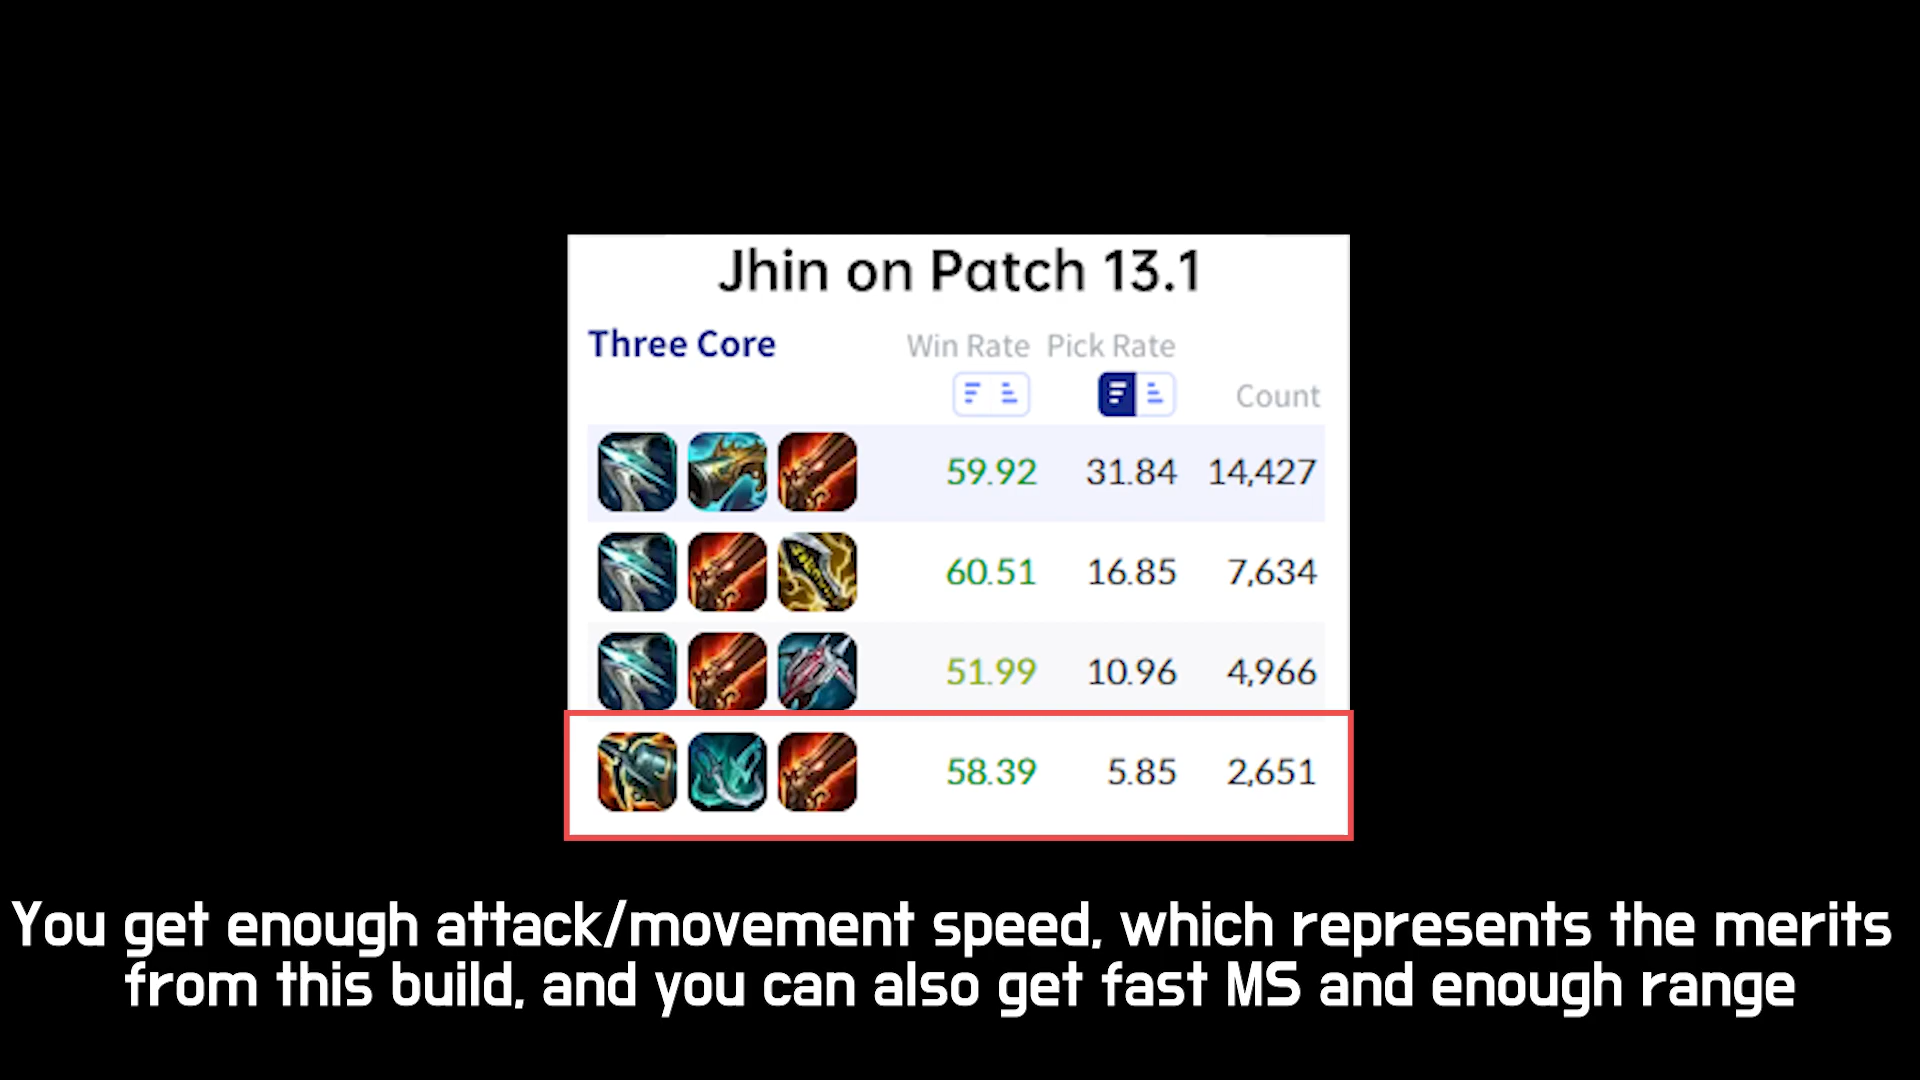 Jhin on Patch 13.1
Three Core Win Rate Pick Rate
Count
59.92 31.84 14,427
60.51 16.85 7,634
51.99 10.96 4,966
58.39 5.85 2,651
You get enough attack/movement speed, which represents the merits
from this build, and you can also get fast MS and enough range